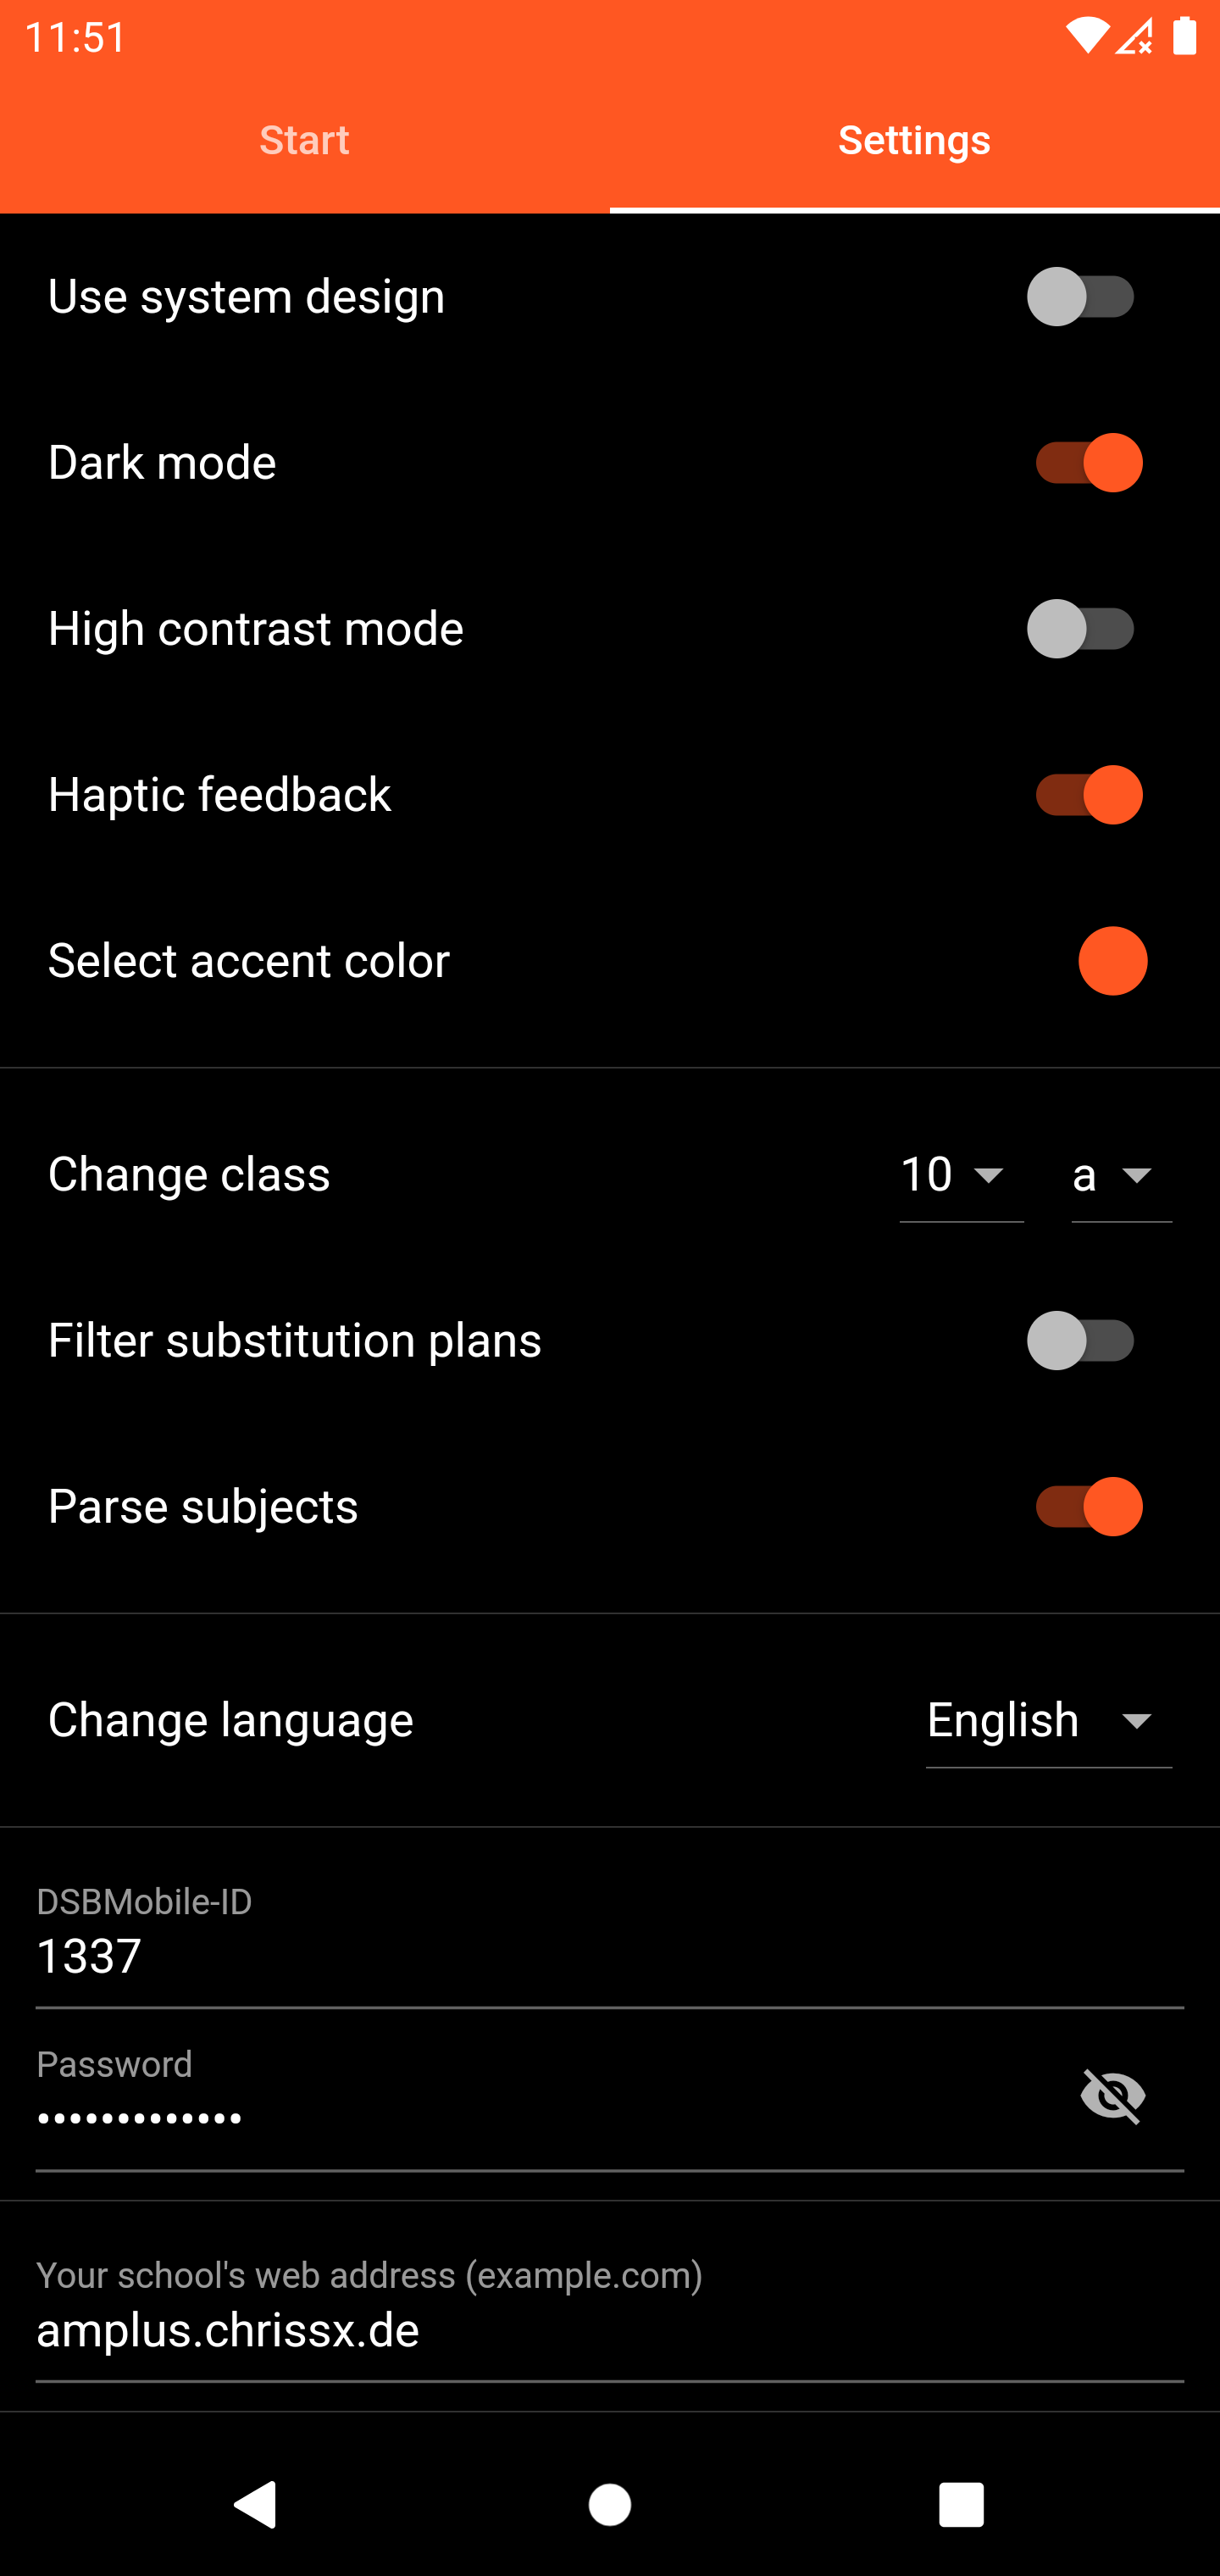 11:51
Start
Settings
Use system design
Dark mode
High contrast mode
Haptic feedback
Select accent color
Change class
10
a
Filter substitution plans
Parse subjects
Change language
English
DSBMobile-ID
1337
Password
•••••••••••••
Your school's web address (example.com)
amplus.chrissx.de